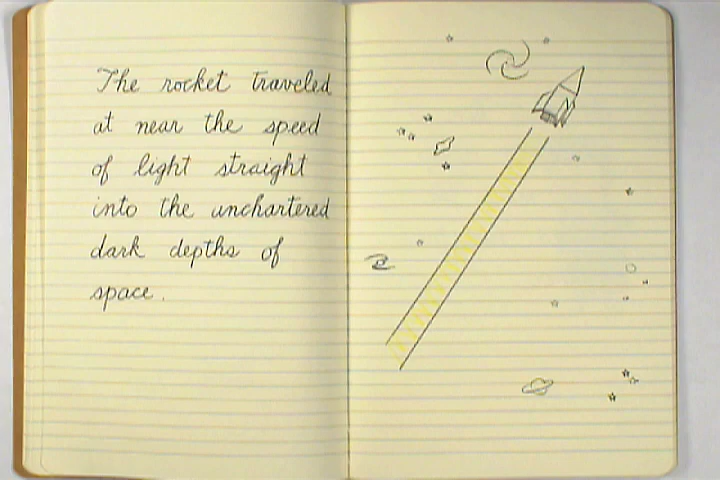 The rocket traveled
at near the speed
of light straight
into the unchartered
dark depths of
space.